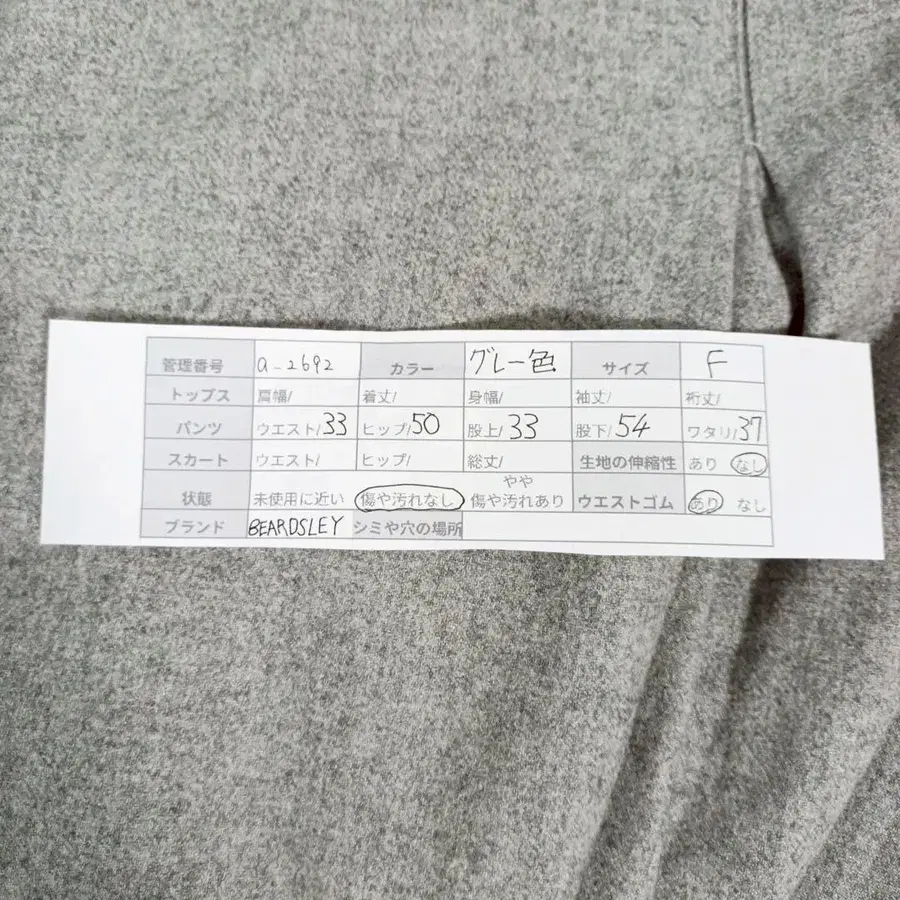 管理番号 a-2692 カラー グレー色 サイズ F
トップス 肩幅/ 着丈/ 身幅/ 袖丈/ 裄丈/
パンツ ウエスト/33 ヒップ/50 股上/33 股下/54 ワタリ/37
スカート ウエスト/ ヒップ/ 総丈/ 生地の伸縮性 あり なし
状態 未使用に近い 傷や汚れなし やや傷や汚れあり ウエストゴム あり なし
ブランド BEARDSLEY シミや穴の場所